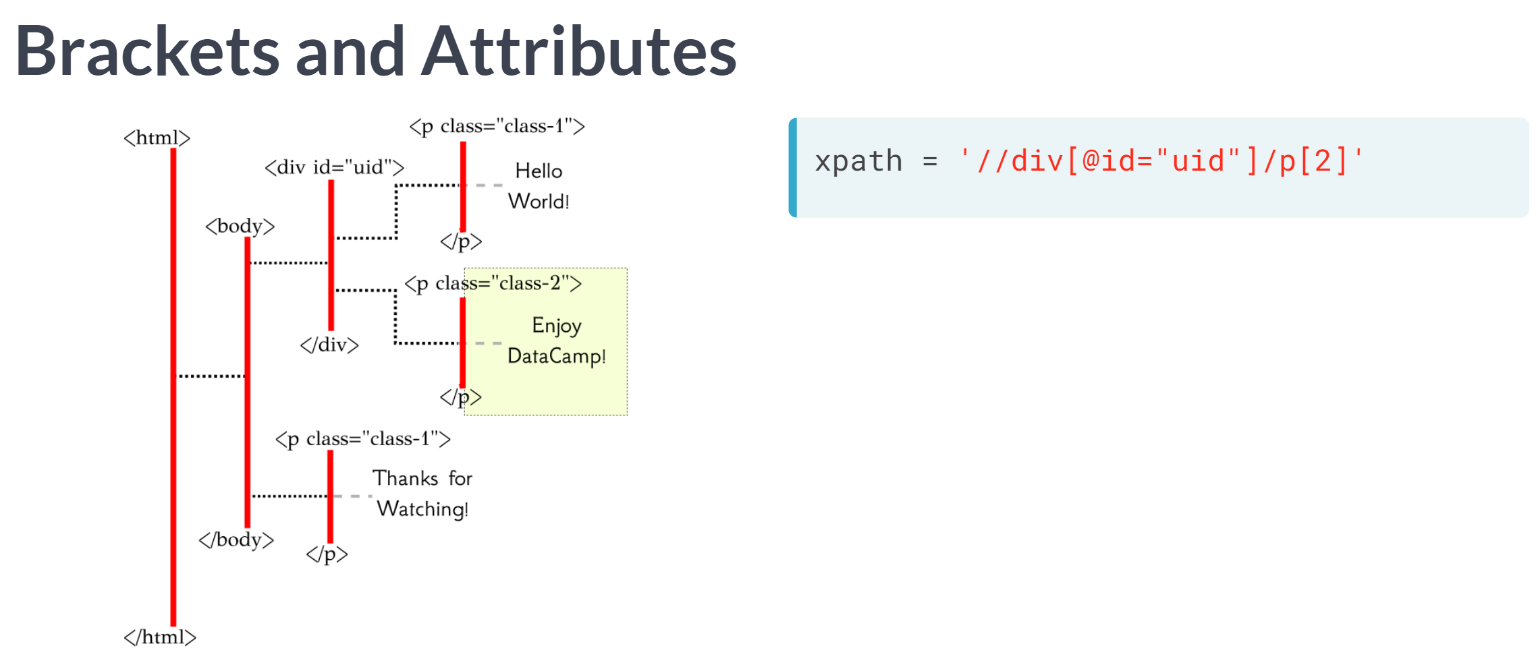 Brackets and Attributes
<html>
<body>
<div id="uid">
<p class="class-1">
Hello
World!
</p>
<p class="class-2">
Enjoy
DataCamp!
</p>
</div>
<p class="class-1">
Thanks for
Watching!
</p>
</body>
</html>
xpath = '//div[@id="uid"]/p[2]'